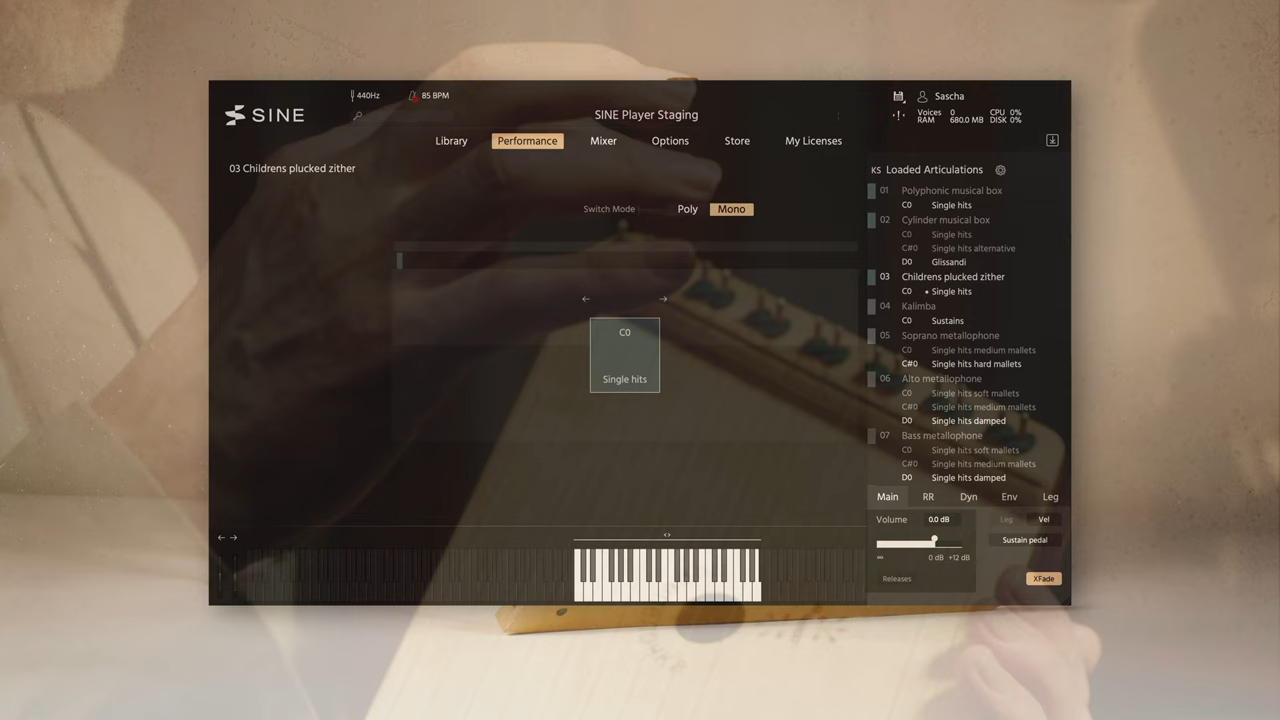 440Hz
85 BPM
SINE
SINE Player Staging
Sascha
Voices 0 CPU 0%
RAM 680.0 MB DISK 0%
Library Performance Mixer Options Store My Licenses
03 Childrens plucked zither
Switch Mode Poly Mono
C0
Single hits
KS Loaded Articulations
01 Polyphonic musical box
C0 Single hits
02 Cylinder musical box
C0 Single hits
C#0 Single hits alternative
D0 Glissandi
03 Childrens plucked zither
C0 • Single hits
04 Kalimba
C0 Sustains
05 Soprano metallophone
C0 Single hits medium mallets
C#0 Single hits hard mallets
06 Alto metallophone
C0 Single hits soft mallets
C#0 Single hits medium mallets
D0 Single hits damped
07 Bass metallophone
C0 Single hits soft mallets
C#0 Single hits medium mallets
D0 Single hits damped
Main RR Dyn Env Leg
Volume 0.0 dB Leg Vel
Sustain pedal
-∞ 0 dB +12 dB
Releases XFade